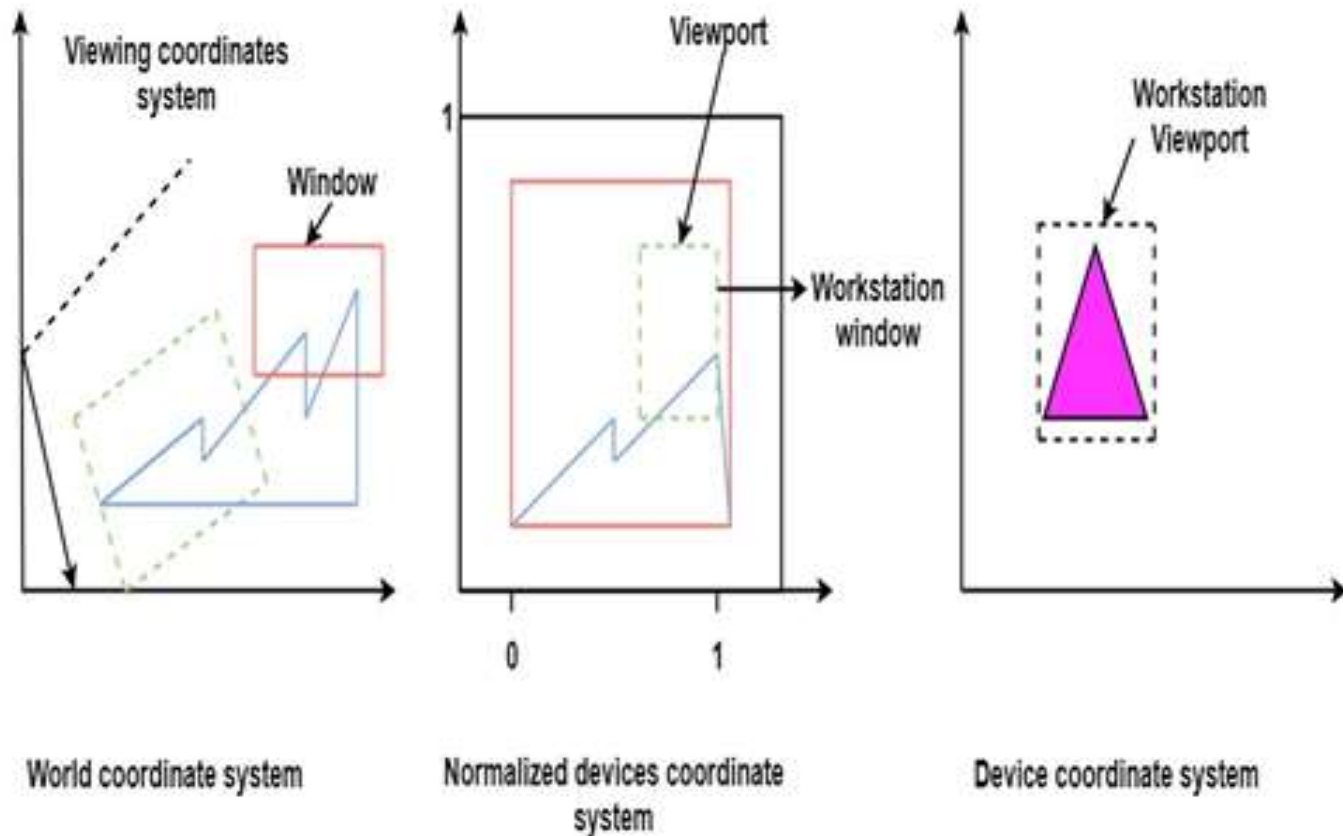 Viewing coordinates
system
Window
World coordinate system
Viewport
1
Workstation
window
0
1
Normalized devices coordinate
system
Workstation
Viewport
Device coordinate system